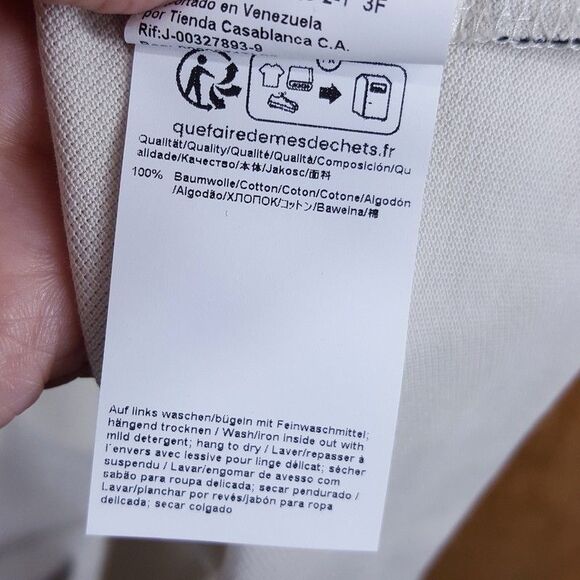 ortado en Venezuela
por Tienda Casablanca C.A.
Rif:J-00327893-9
quefairedemesdechets.fr
Qualität/Quality/Qualité/Qualità/Composición/Qu
alidade/Качество/本体/Jakosc/面料
100% Baumwolle/Cotton/Coton/Cotone/Algodón
/Algodão/ХЛОПОК/コットン/Bawelna/棉
Auf links waschen/bügeln mit Feinwaschmittel;
hängend trocknen / Wash/iron inside out with
mild detergent; hang to dry / Laver/repasser à
l'envers avec lessive pour linge délicat; sécher
suspendu / Lavar/engomar de avesso com
sabão para roupa delicada; secar pendurado /
Lavar/planchar por revés/jabón para ropa
delicada; secar colgado